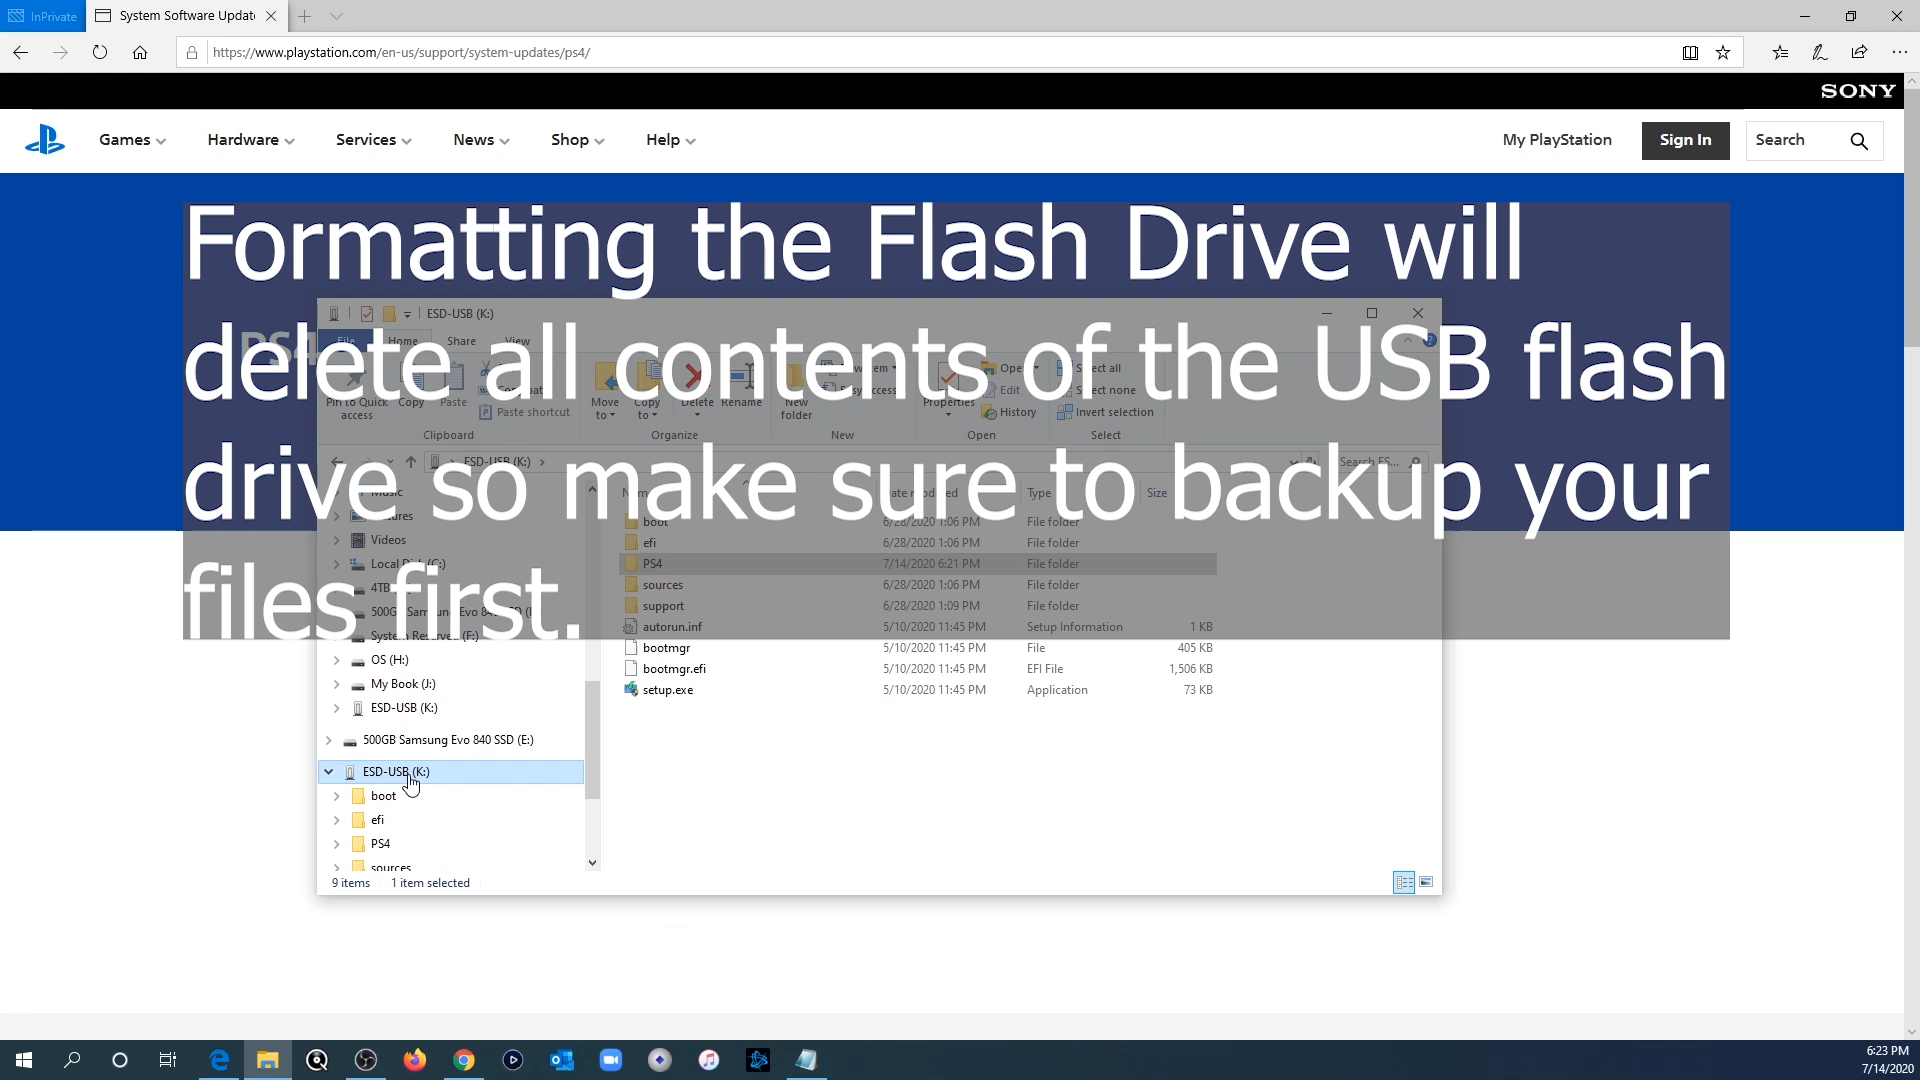 InPrivate
System Software Updat
https://www.playstation.com/en-us/support/system-updates/ps4/
SONY
Games
Hardware
Services
News
Shop
Help
My PlayStation
Sign In
Search
Formatting the Flash Drive will
delete all contents of the USB flash
drive so make sure to backup your
files first.
PS4
ESD-USB (K:)
File
Home
Share
View
Pin to Quick
access
Copy
Paste
Paste shortcut
Clipboard
Move
to
Copy
to
Delete
Rename
Organize
New
folder
New
Properties
Open
Edit
History
Open
Select all
Select none
Invert selection
Select
ESD-USB (K:)
Type
Size
Music
Videos
OS (H:)
My Book (J:)
ESD-USB (K:)
500GB Samsung Evo 840 SSD (E:)
ESD-USB (K:)
boot
efi
PS4
sources
boot 6/28/2020 1:06 PM File folder
efi 6/28/2020 1:06 PM File folder
PS4 7/14/2020 6:21 PM File folder
sources 6/28/2020 1:06 PM File folder
support 6/28/2020 1:09 PM File folder
autorun.inf 5/10/2020 11:45 PM Setup Information 1 KB
bootmgr 5/10/2020 11:45 PM File 405 KB
bootmgr.efi 5/10/2020 11:45 PM EFI File 1,506 KB
setup.exe 5/10/2020 11:45 PM Application 73 KB
9 items 1 item selected
6:23 PM
7/14/2020